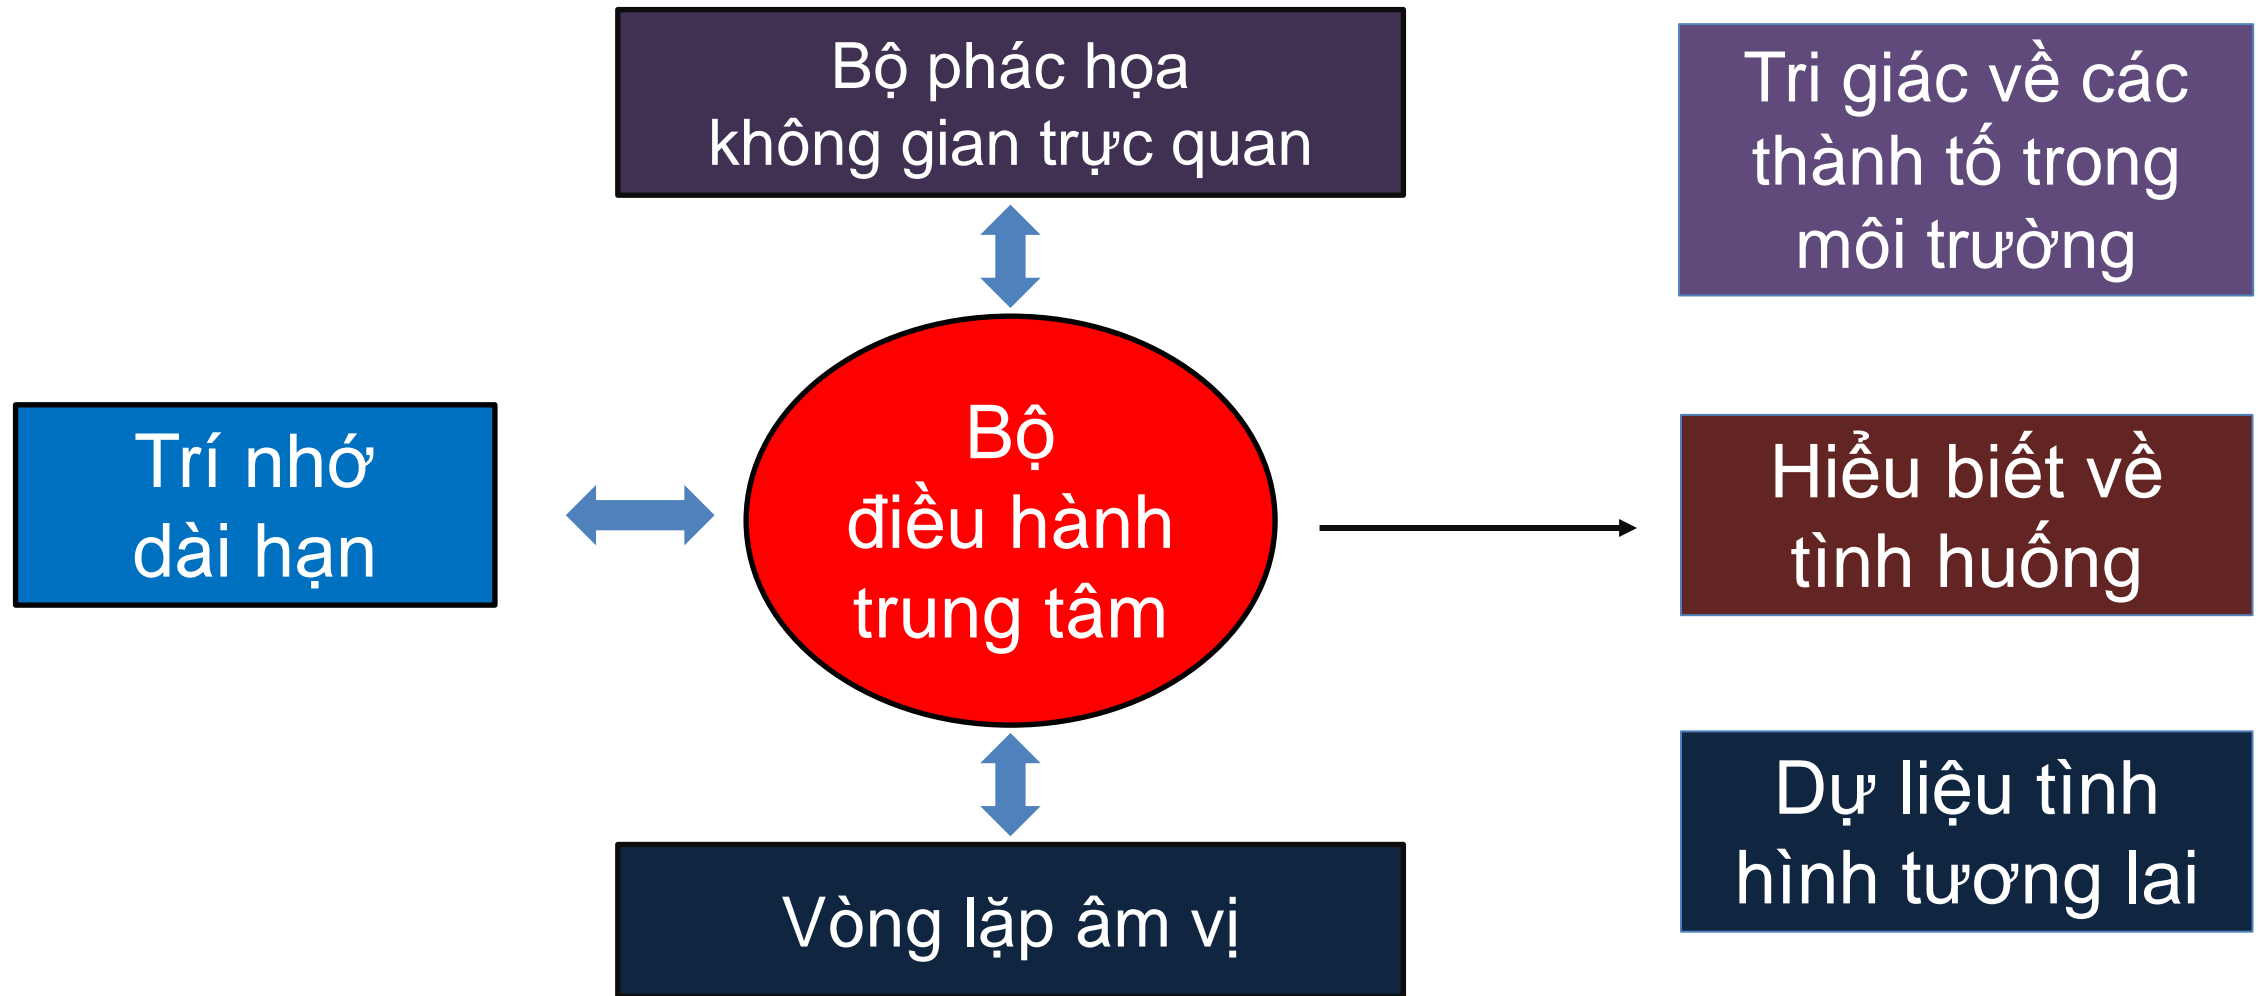 Bộ phác họa
không gian trực quan
Tri giác về các
thành tố trong
môi trường
Trí nhớ
dài hạn
Bộ
điều hành
trung tâm
Hiểu biết về
tình huống
Vòng lặp âm vị
Dự liệu tình
hình tương lai